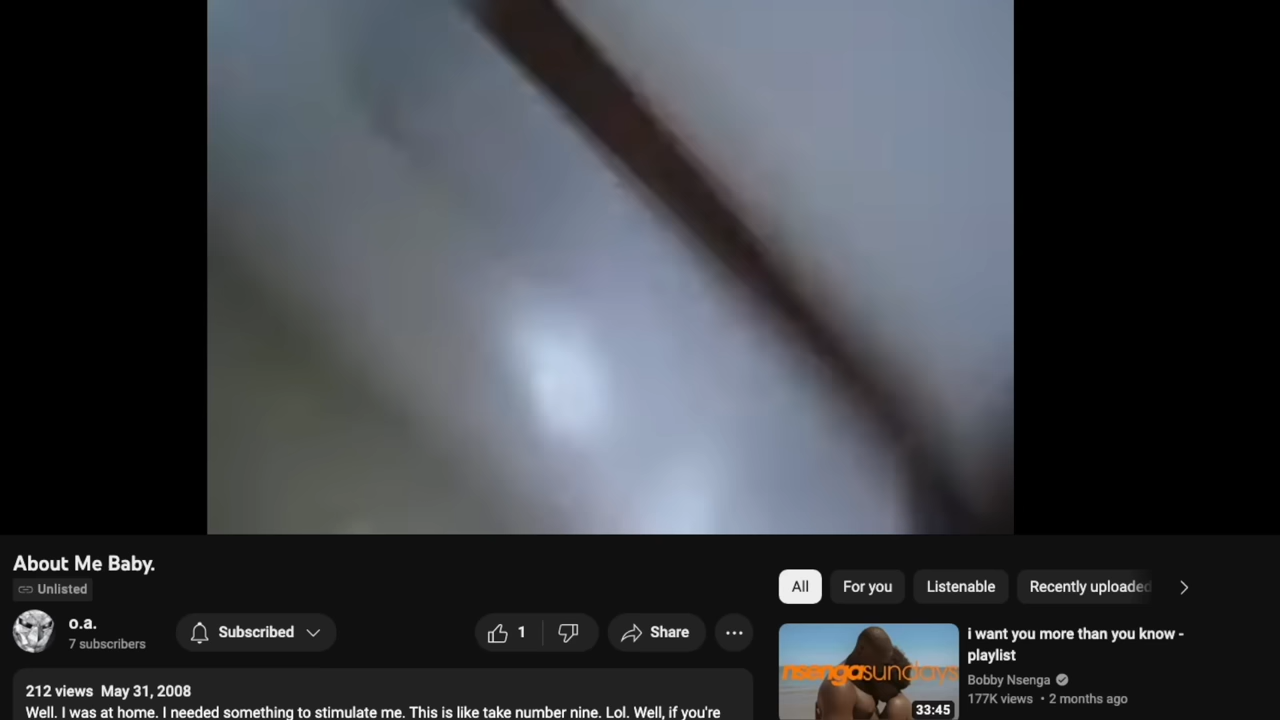 About Me Baby.
Unlisted
o.a.
7 subscribers
Subscribed
1
Share
212 views May 31, 2008
Well. I was at home. I needed something to stimulate me. This is like take number nine. Lol. Well, if you're
All
For you
Listenable
Recently uploaded
nsengasundays
33:45
i want you more than you know -
playlist
Bobby Nsenga
177K views • 2 months ago